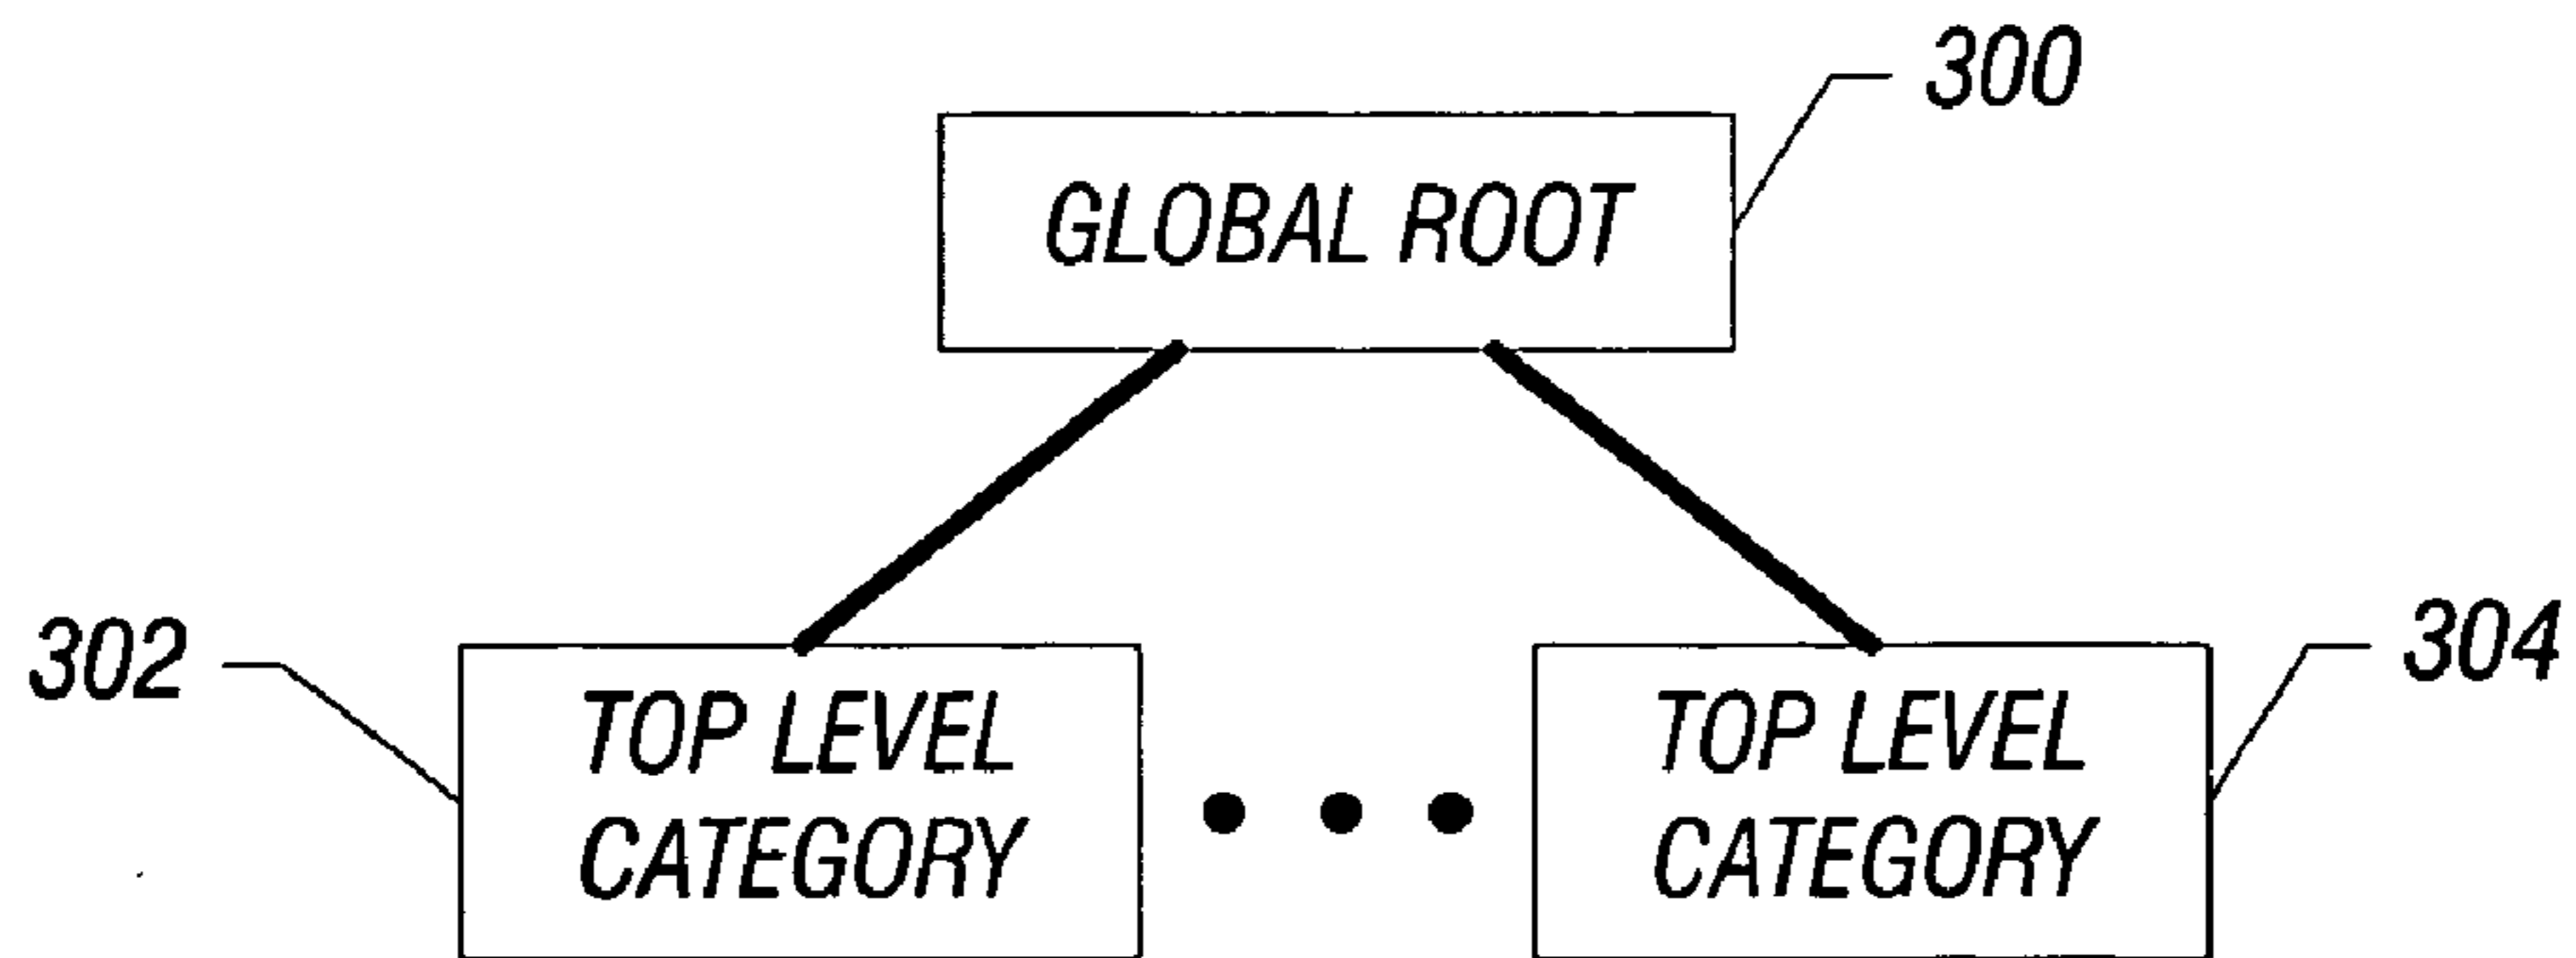 300
GLOBAL ROOT
302
304
TOP LEVEL
CATEGORY
TOP LEVEL
CATEGORY